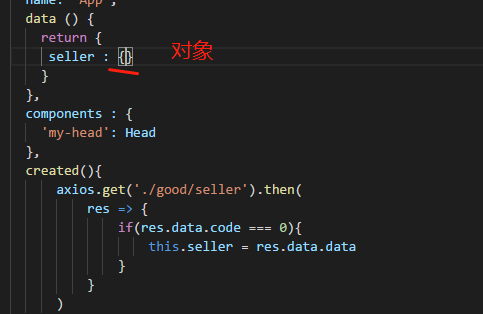 name: "App",
data () {
return {
seller : {} 对象
}
},
components : {
'my-head': Head
},
created(){
axios.get('./good/seller').then(
res => {
if(res.data.code === 0){
this.seller = res.data.data
}
}
)